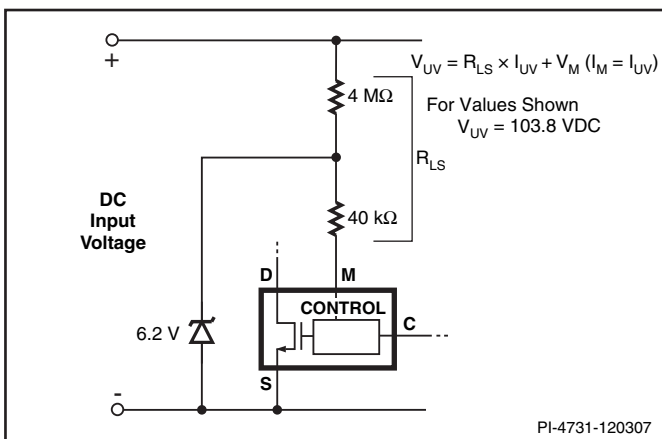 +
V_UV = R_LS × I_UV + V_M (I_M = I_UV)
4 MΩ
For Values Shown
V_UV = 103.8 VDC
R_LS
DC
Input
Voltage
40 kΩ
D
M
CONTROL
C
6.2 V
S
-
PI-4731-120307